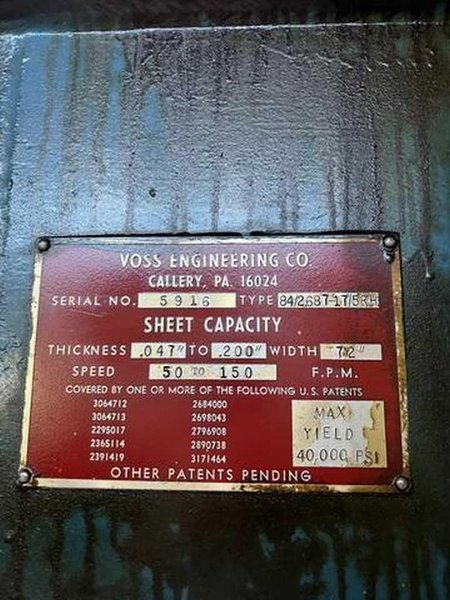 VOSS ENGINEERING CO.
CALLERY, PA. 16024
SERIAL NO. 5916 TYPE 84/2687-17/5RH
SHEET CAPACITY
THICKNESS .047" TO .200" WIDTH 72"
SPEED 50 TO 150 F.P.M.
COVERED BY ONE OR MORE OF THE FOLLOWING U.S. PATENTS
3064712 2684000
3064713 2698043
2295017 2796908
2365114 2890738
2391419 3171464
MAX
YIELD
40,000 PSI
OTHER PATENTS PENDING